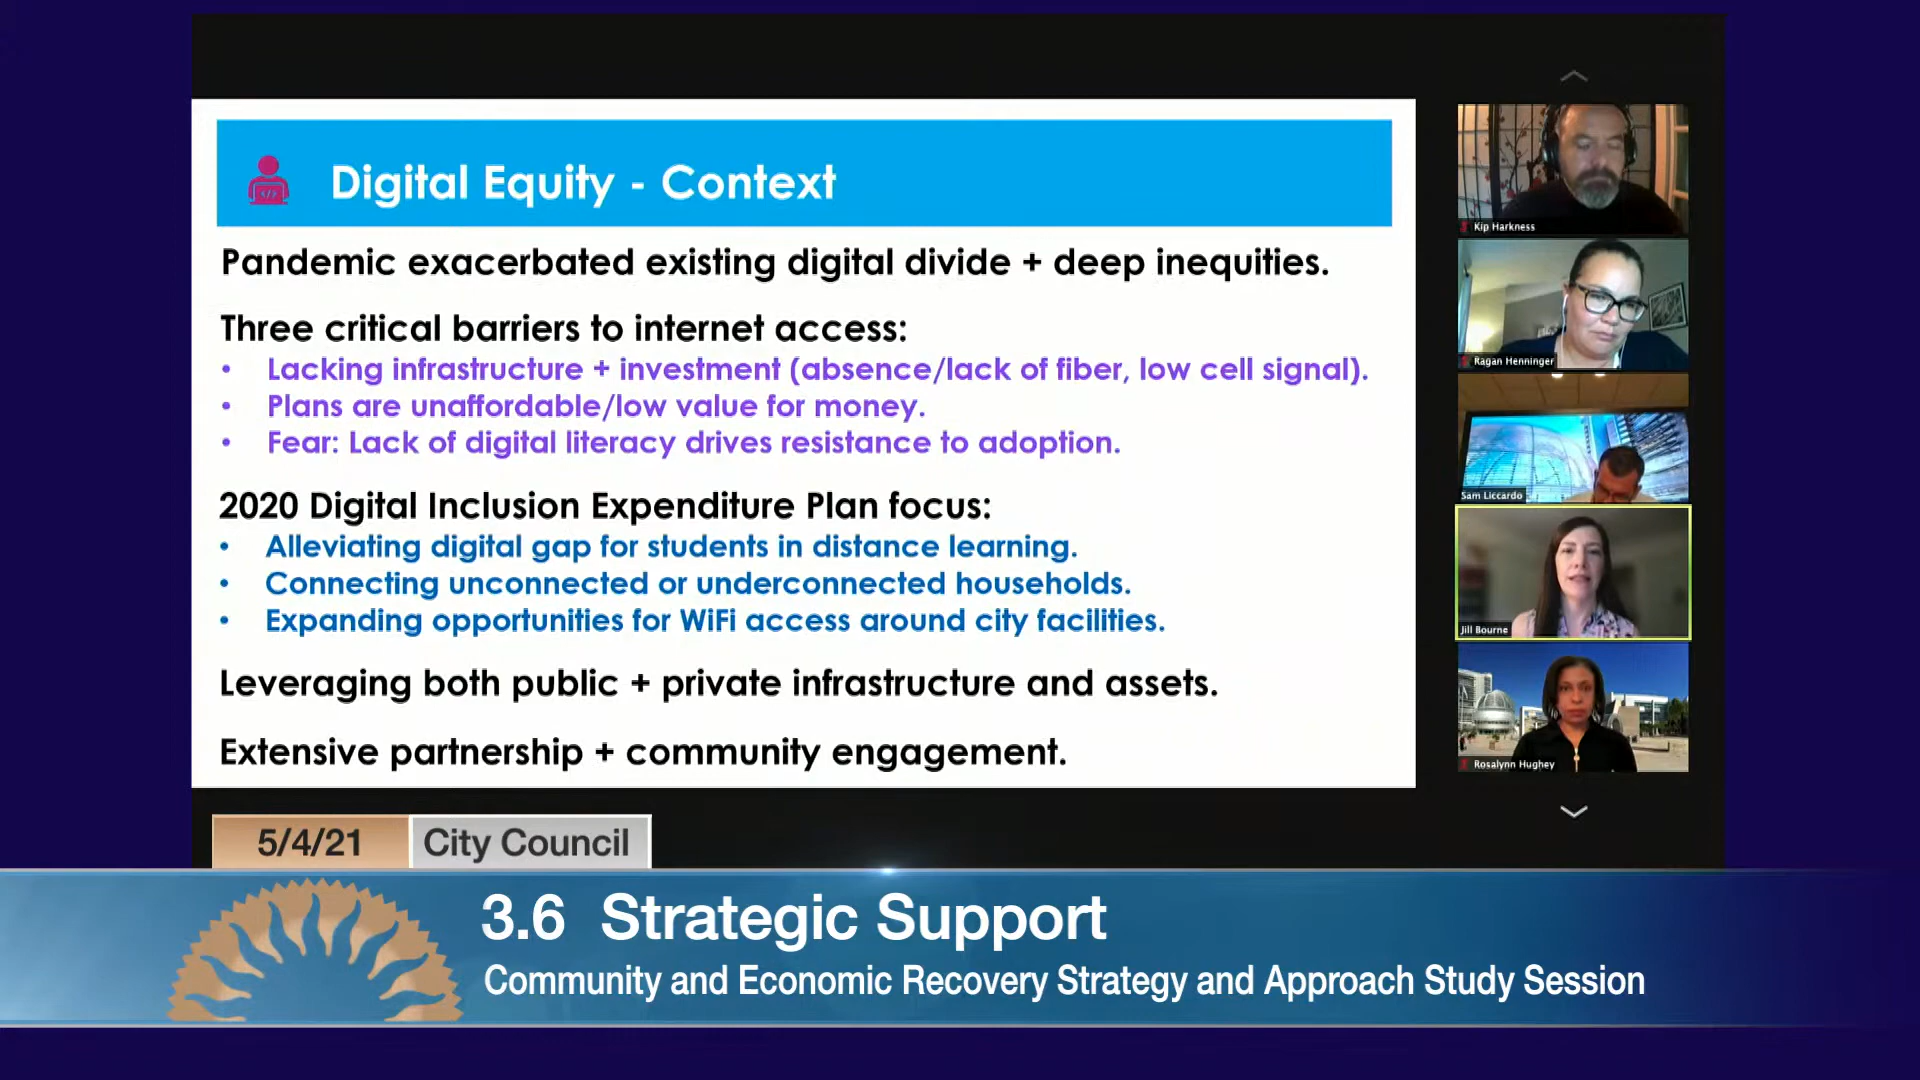 Digital Equity - Context
Pandemic exacerbated existing digital divide + deep inequities.
Three critical barriers to internet access:
• Lacking infrastructure + investment (absence/lack of fiber, low cell signal).
• Plans are unaffordable/low value for money.
• Fear: Lack of digital literacy drives resistance to adoption.
2020 Digital Inclusion Expenditure Plan focus:
• Alleviating digital gap for students in distance learning.
• Connecting unconnected or underconnected households.
• Expanding opportunities for WiFi access around city facilities.
Leveraging both public + private infrastructure and assets.
Extensive partnership + community engagement.
Kip Harkness
Ragan Henninger
Sam Liccardo
Jill Bourne
Rosalynn Hughey
5/4/21 City Council
3.6 Strategic Support
Community and Economic Recovery Strategy and Approach Study Session